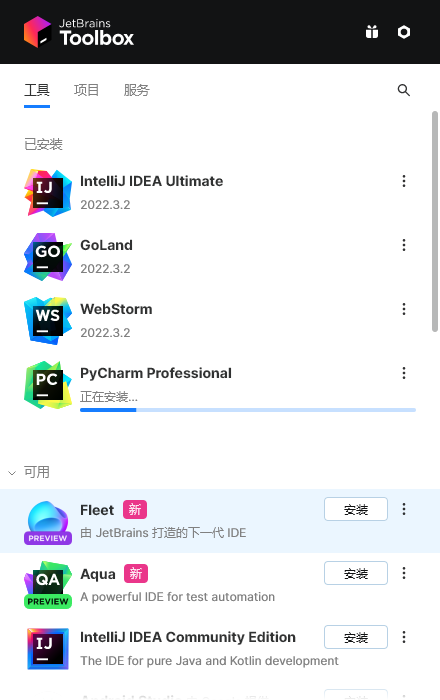 JetBrains
Toolbox
工具 项目 服务
已安装
IJ
IntelliJ IDEA Ultimate
2022.3.2
GO
GoLand
2022.3.2
WS
WebStorm
2022.3.2
PC
PyCharm Professional
正在安装...
可用
Fleet 新 安装
PREVIEW
由 JetBrains 打造的下一代 IDE
QA
Aqua 新 安装
PREVIEW
A powerful IDE for test automation
IJ
IntelliJ IDEA Community Edition 安装
The IDE for pure Java and Kotlin development
Android Studio